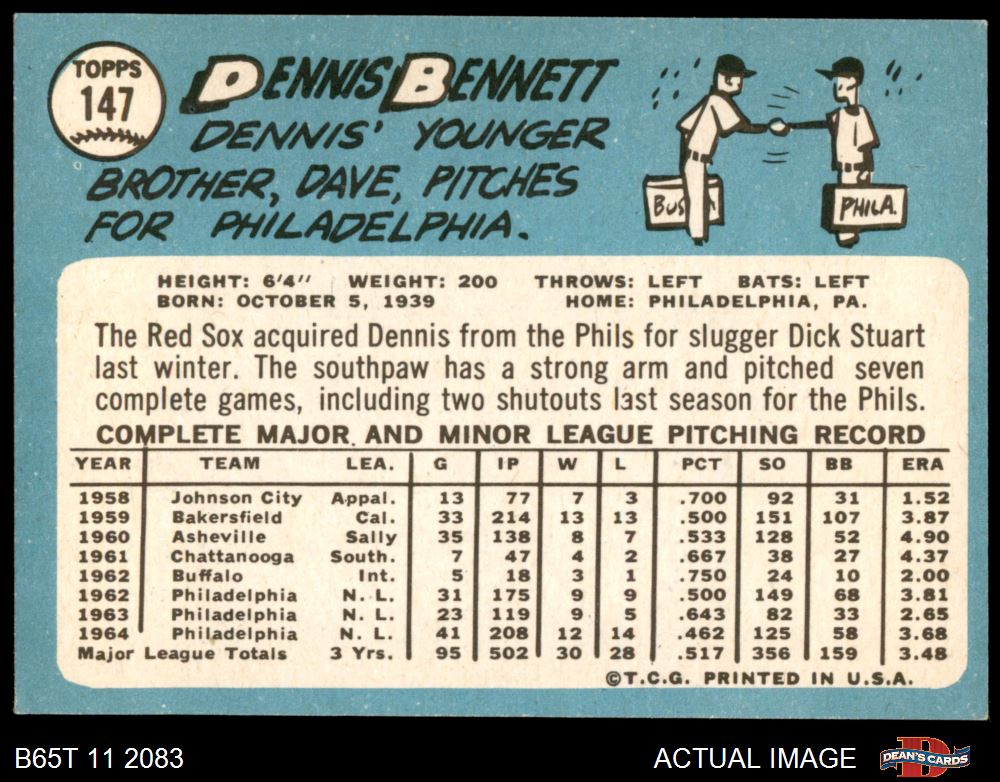 TOPPS
147
DENNIS BENNETT
DENNIS' YOUNGER
BROTHER, DAVE, PITCHES
FOR PHILADELPHIA.
PHILA.
HEIGHT: 6'4" WEIGHT: 200 THROWS: LEFT BATS: LEFT
BORN: OCTOBER 5, 1939 HOME: PHILADELPHIA, PA.
The Red Sox acquired Dennis from the Phils for slugger Dick Stuart
last winter. The southpaw has a strong arm and pitched seven
complete games, including two shutouts last season for the Phils.
COMPLETE MAJOR AND MINOR LEAGUE PITCHING RECORD
YEAR TEAM LEA. G IP W L PCT SO BB ERA
1958 Johnson City Appal. 13 77 7 3 .700 92 31 1.52
1959 Bakersfield Cal. 33 214 13 13 .500 151 107 3.87
1960 Asheville Sally 35 138 8 7 .533 128 52 4.90
1961 Chattanooga South. 7 47 4 2 .667 38 27 4.37
1962 Buffalo Int. 5 18 3 1 .750 24 10 2.00
1962 Philadelphia N. L. 31 175 9 9 .500 149 68 3.81
1963 Philadelphia N. L. 23 119 9 5 .643 82 33 2.65
1964 Philadelphia N. L. 41 208 12 14 .462 125 58 3.68
Major League Totals 3 Yrs. 95 502 30 28 .517 356 159 3.48
©T.C.G. PRINTED IN U.S.A.
B65T 11 2083 ACTUAL IMAGE DEAN'S CARDS